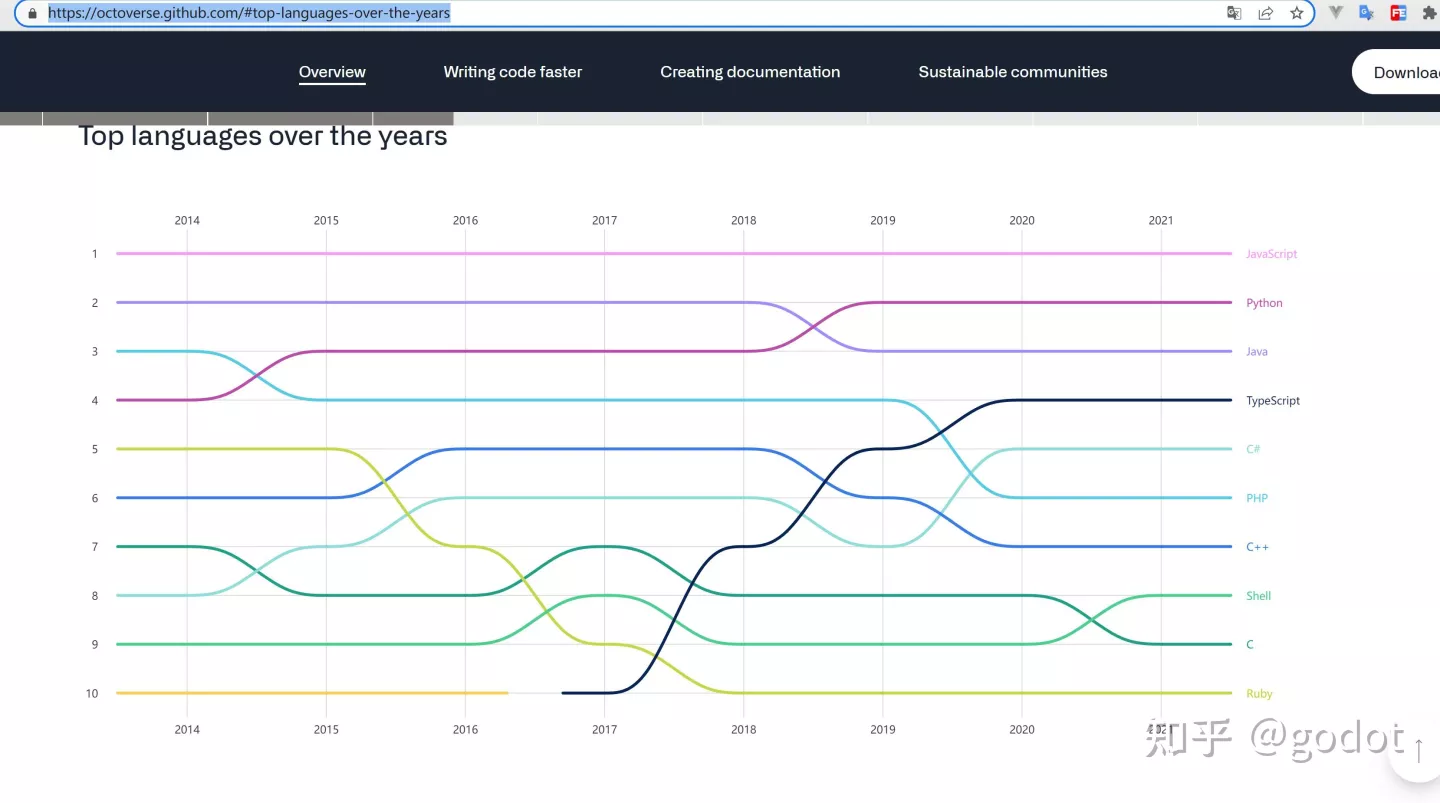 https://octoverse.github.com/#top-languages-over-the-years
Overview Writing code faster Creating documentation Sustainable communities Downloa
Top languages over the years
2014 2015 2016 2017 2018 2019 2020 2021
1 JavaScript
2 Python
3 Java
4 TypeScript
5 C#
6 PHP
7 C++
8 Shell
9 C
10 Ruby
2014 2015 2016 2017 2018 2019 2020 2021
知乎 @godot